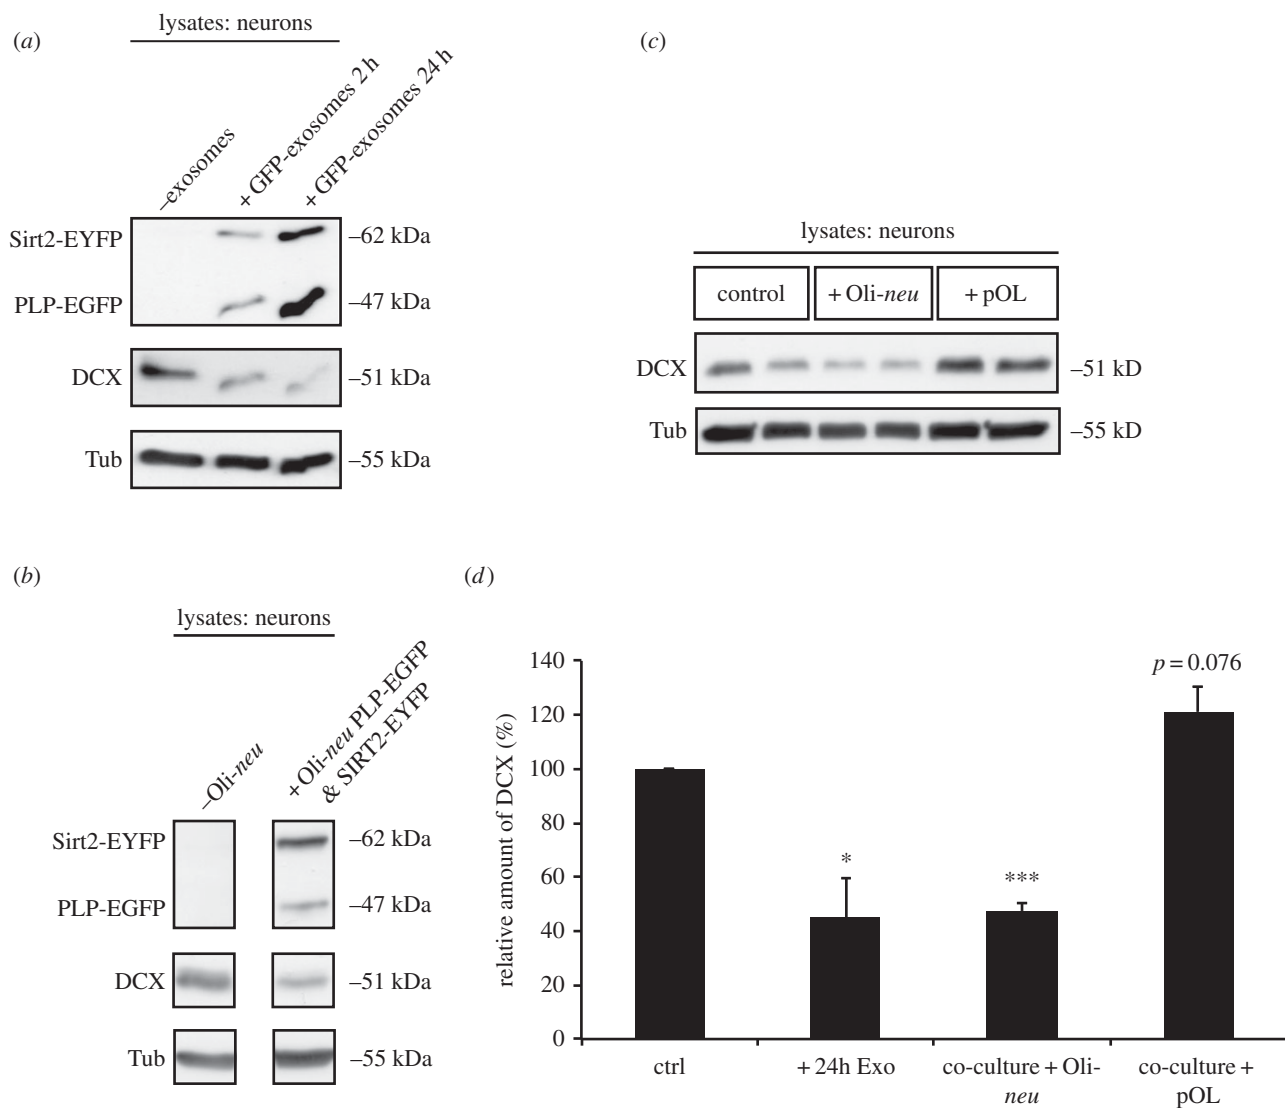 (a)
lysates: neurons
–exosomes
+ GFP-exosomes 2 h
+ GFP-exosomes 24 h
Sirt2-EYFP
–62 kDa
PLP-EGFP
–47 kDa
DCX
–51 kDa
Tub
–55 kDa
(c)
lysates: neurons
control
+ Oli-neu
+ pOL
DCX
–51 kD
Tub
–55 kD
(b)
lysates: neurons
–Oli-neu
+ Oli-neu PLP-EGFP
& SIRT2-EYFP
Sirt2-EYFP
–62 kDa
PLP-EGFP
–47 kDa
DCX
–51 kDa
Tub
–55 kDa
(d)
relative amount of DCX (%)
140
120
100
80
60
40
20
0
*
***
p = 0.076
ctrl
+ 24h Exo
co-culture + Oli-
neu
co-culture +
pOL